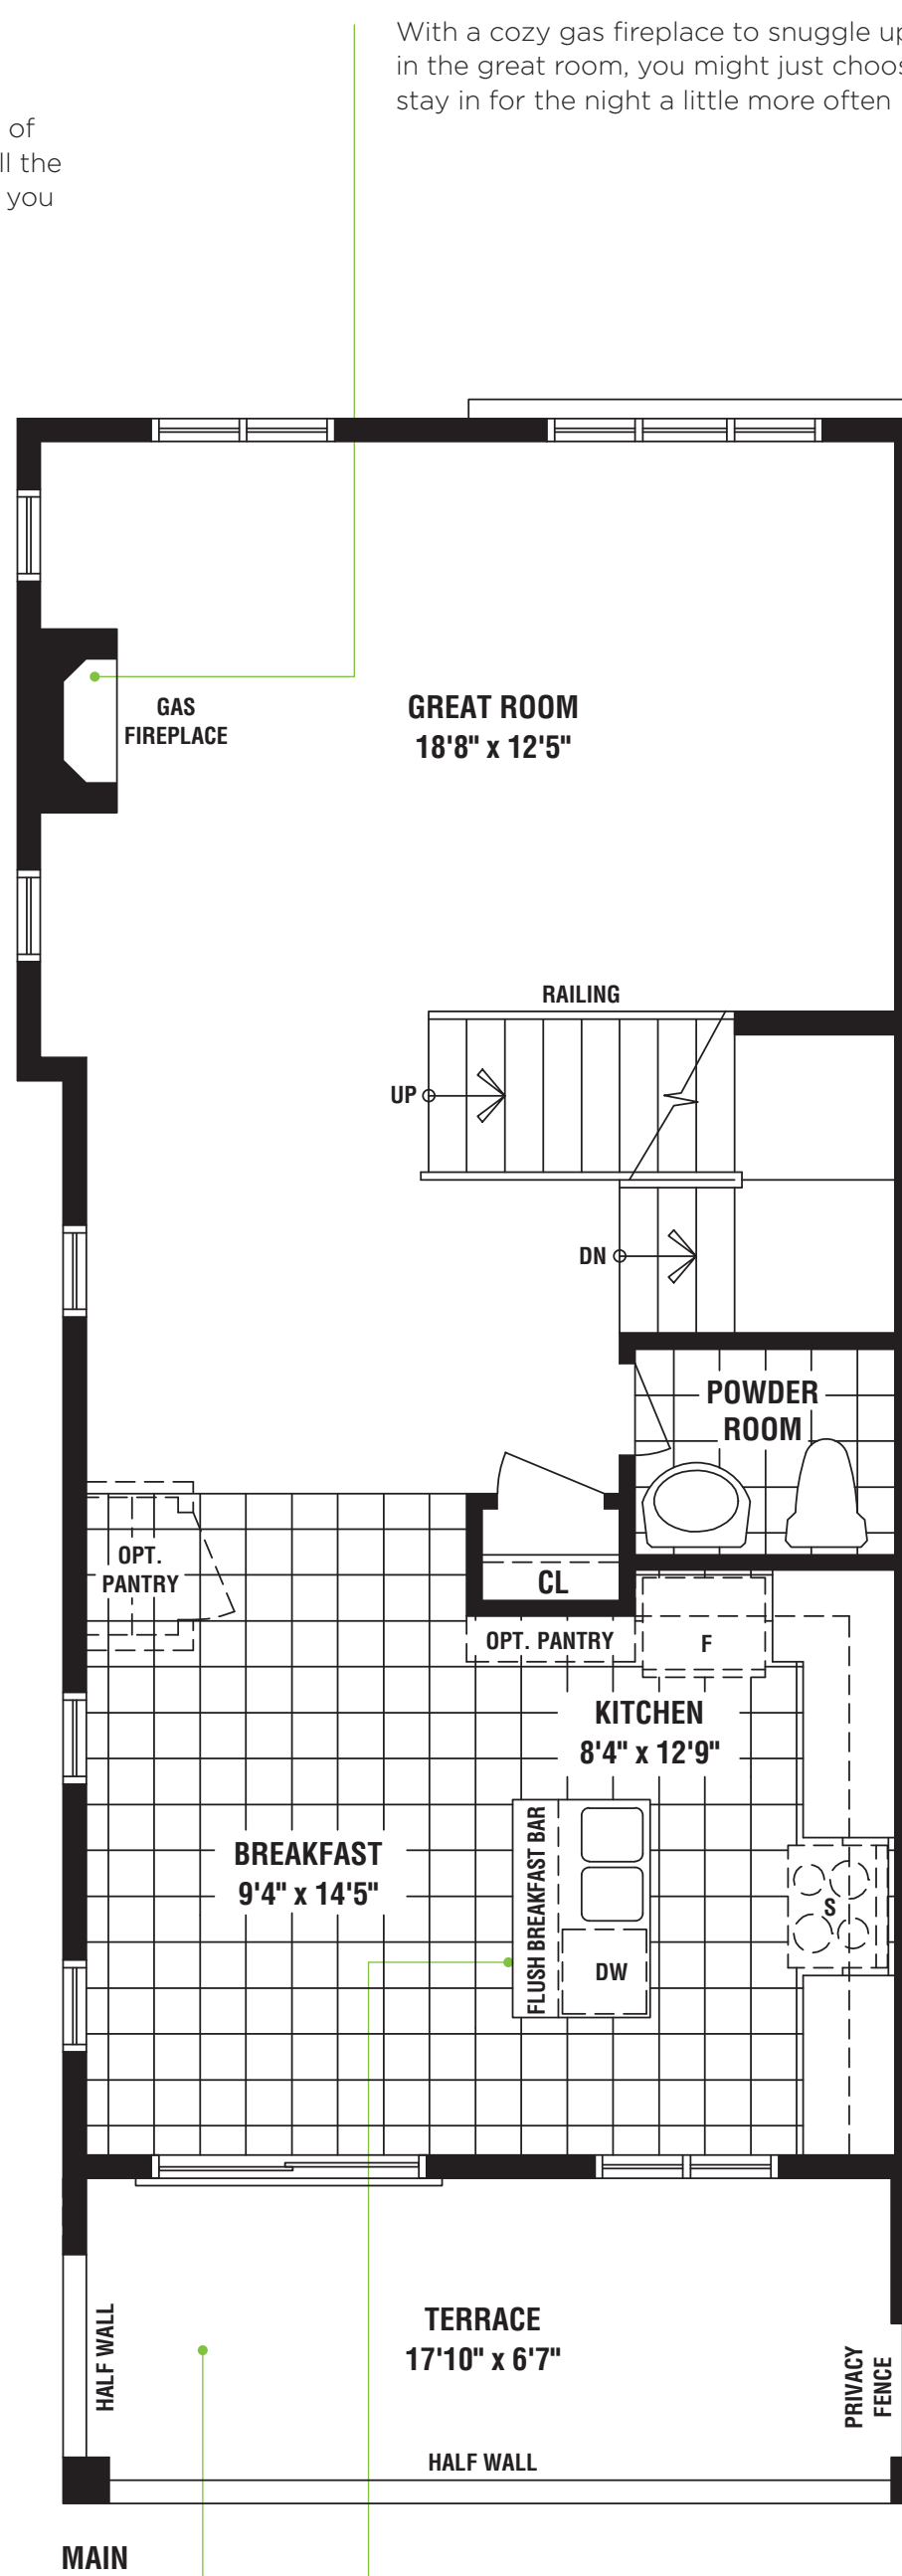 With a cozy gas fireplace to snuggle up
in the great room, you might just choos
stay in for the night a little more often
of
ll the
you
GAS
FIREPLACE
GREAT ROOM
18'8" x 12'5"
RAILING
UP
DN
POWDER
ROOM
OPT.
PANTRY
CL
OPT. PANTRY
F
KITCHEN
8'4" x 12'9"
BREAKFAST
9'4" x 14'5"
FLUSH BREAKFAST BAR
S
DW
HALF WALL
TERRACE
17'10" x 6'7"
PRIVACY
FENCE
HALF WALL
MAIN